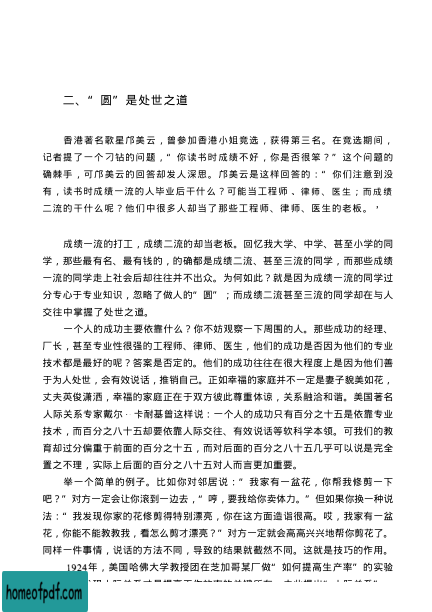 二、“ 圆” 是处世之道
香港著名歌星邝美云，曾参加香港小姐竞选，获得第三名。在竞选期间，
记者提了一个刁钻的问题，“ 你读书时成绩不好，你是否很笨？” 这个问题的
确棘手，可邝美云的回答却发人深思。邝美云是这样回答的：“ 你们注意到没
有，读书时成绩一流的人毕业后干什么？可能当工程师 、律师、医生；而成绩
二流的干什么呢？他们中很多人却当了那些工程师、律师、医生的老板。 ”
成绩一流的打工，成绩二流的却当老板。回忆我大学、中学、甚至小学的同
学，那些最有名、最有钱的，的确都是成绩二流、甚至三流的同学，而那些成绩
一流的同学走上社会后却往往并不出众。为何如此？就是因为成绩一流的同学过
分专心于专业知识，忽略了做人的“ 圆” ；而成绩二流甚至三流的同学却在与人
交往中掌握了处世之道。
一个人的成功主要依靠什么？你不妨观察一下周围的人。那些成功的经理、
厂长，甚至专业性很强的工程师、律师、医生，他们的成功是否因为他们的专业
技术都是最好的呢？答案是否定的。他们的成功往往在很大程度上是因为他们善
于为人处世，会有效说话，推销自己。正如幸福的家庭并不一定是妻子貌美如花，
丈夫英俊潇洒，幸福的家庭正在于双方彼此尊重体谅，关系融洽和谐。美国著名
人际关系专家戴尔· 卡耐基曾这样说：一个人的成功只有百分之十五是依靠专业
技术，而百分之八十五却要依靠人际交往、有效说话等软科学本领。可我们的教
育却过分偏重于前面的百分之十五，而对后面的百分之八十五几乎可以说是完全
置之不理，实际上后面的百分之八十五对人而言更加重要。
举一个简单的例子。比如你对邻居说：“ 我家有一盆花，你帮我修剪一下
吧？” 对方一定会让你滚到一边去，“ 哼，要我给你卖体力。” 但如果你换一种说
法：“ 我发现你家的花修剪得特别漂亮，你在这方面造诣很高。哎，我家有一盆
花，你能不能教教我，看怎么剪才漂亮？” 对方一定就会高高兴兴地帮你剪花了。
同样一件事情，说话的方法不同，导致的结果就截然不同。这就是技巧的作用。
1924年，美国哈佛大学教授团在芝加哥某厂做“ 如何提高生产率” 的实验
homeofpdf.com